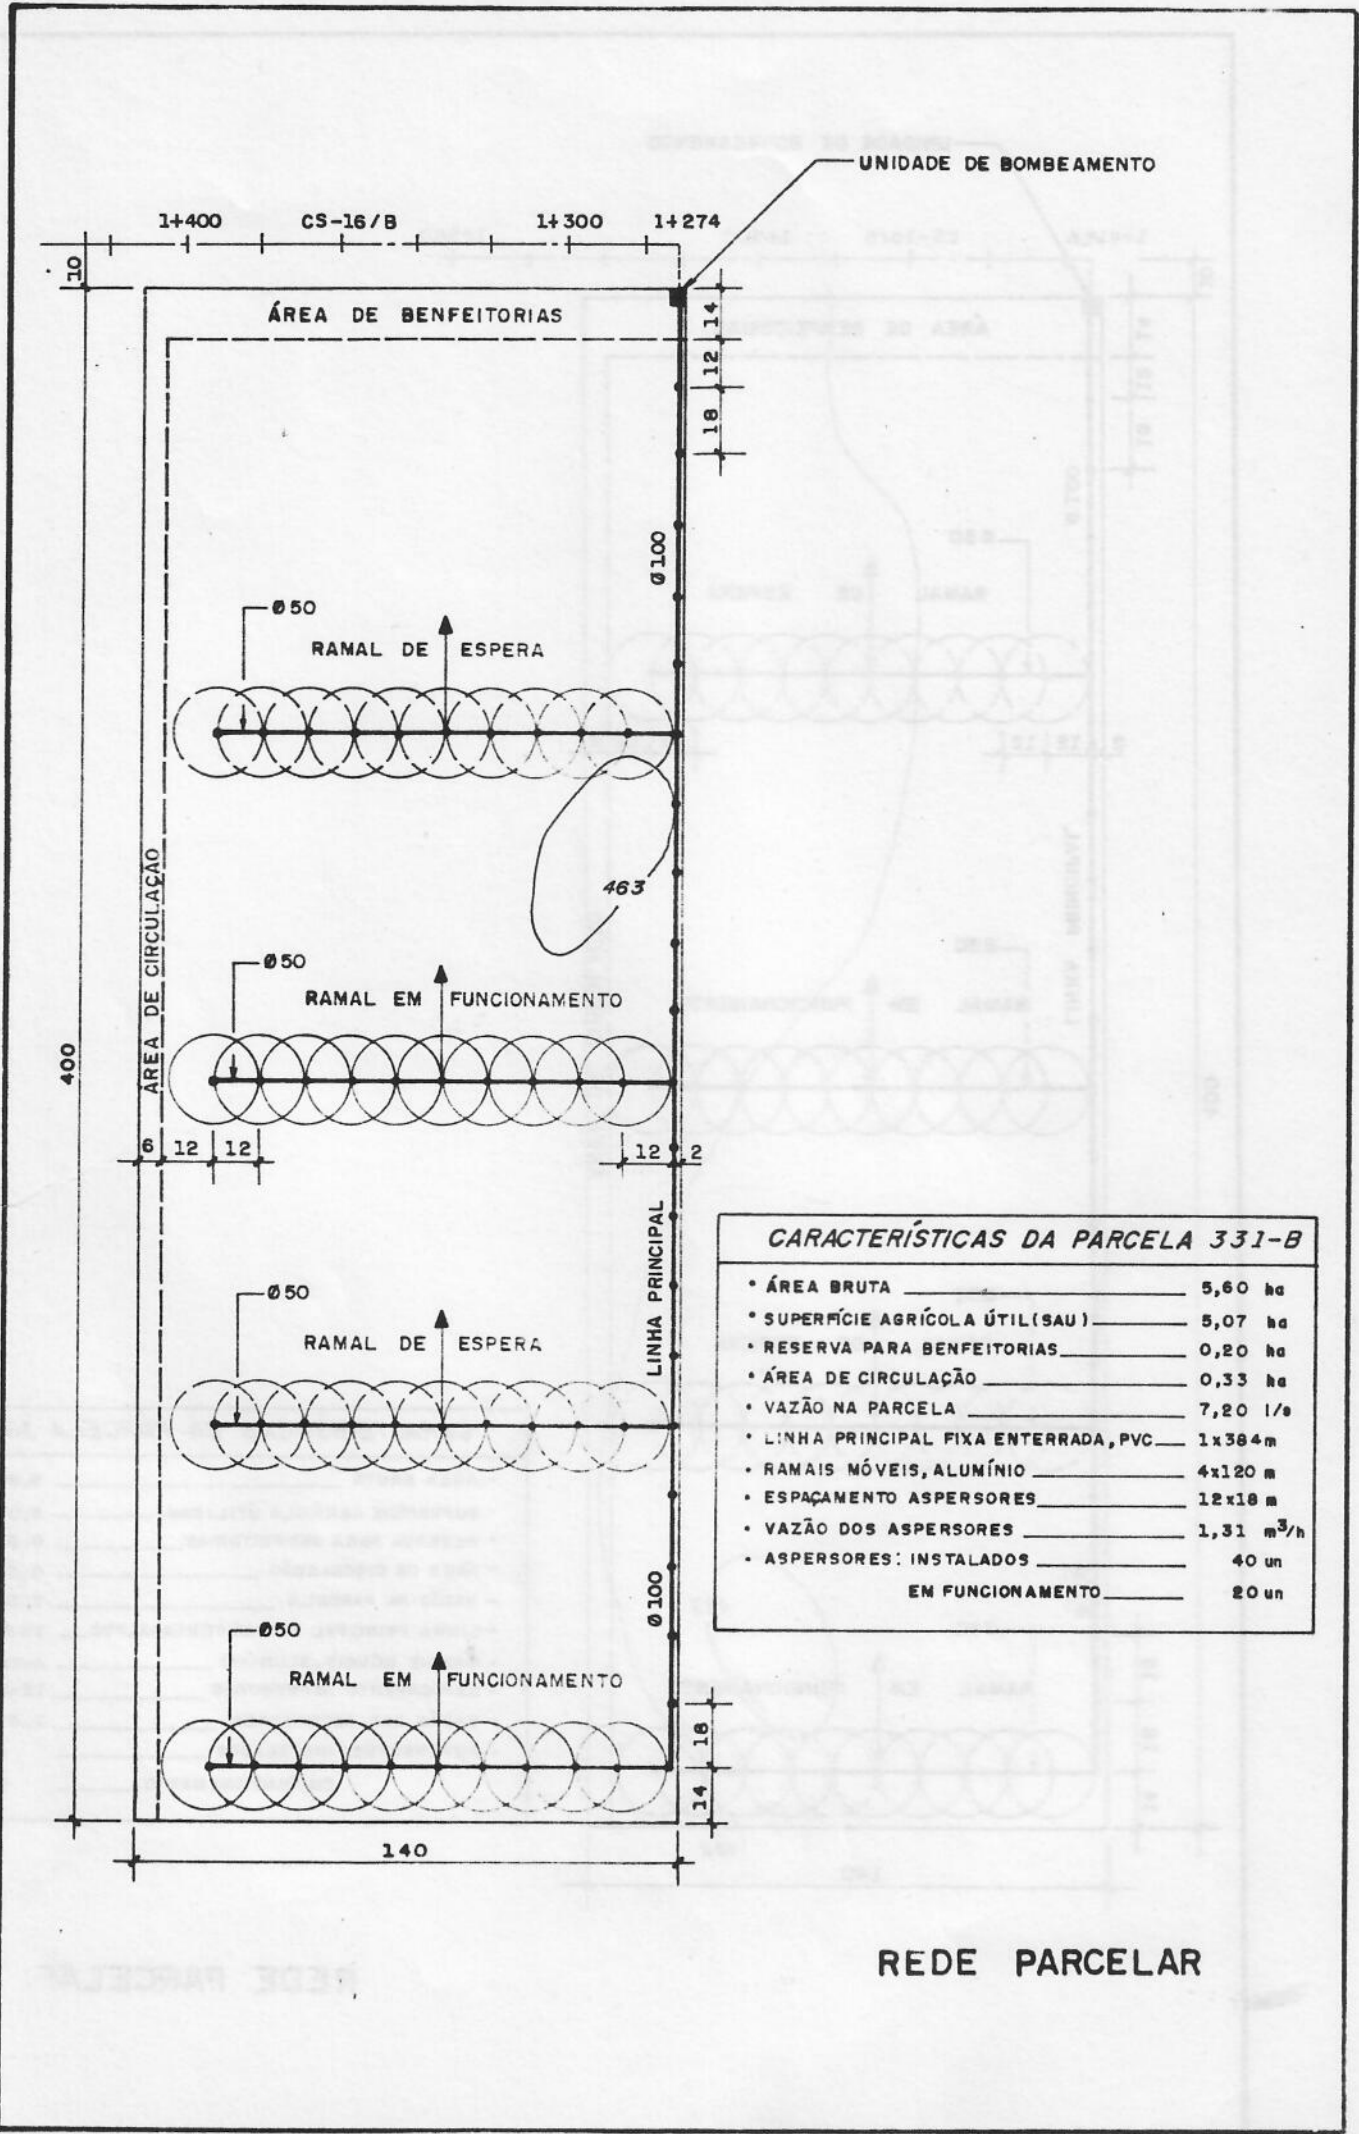 UNIDADE DE BOMBEAMENTO
1+400 CS-16/B 1+300 1+274
10
ÁREA DE BENFEITORIAS
14
12
18
Ø100
Ø50
RAMAL DE ESPERA
463
ÁREA DE CIRCULAÇÃO
400
Ø50
RAMAL EM FUNCIONAMENTO
6 12 12 12 2
LINHA PRINCIPAL
Ø50
RAMAL DE ESPERA
CARACTERÍSTICAS DA PARCELA 331-B
• ÁREA BRUTA 5,60 ha
• SUPERFÍCIE AGRÍCOLA ÚTIL(SAU) 5,07 ha
• RESERVA PARA BENFEITORIAS 0,20 ha
• ÁREA DE CIRCULAÇÃO 0,33 ha
• VAZÃO NA PARCELA 7,20 l/s
• LINHA PRINCIPAL FIXA ENTERRADA, PVC 1x384m
• RAMAIS MÓVEIS, ALUMÍNIO 4x120 m
• ESPAÇAMENTO ASPERSORES 12x18 m
• VAZÃO DOS ASPERSORES 1,31 m³/h
• ASPERSORES: INSTALADOS 40 un
EM FUNCIONAMENTO 20 un
Ø100
Ø50
RAMAL EM FUNCIONAMENTO
18
14
140
REDE PARCELAR